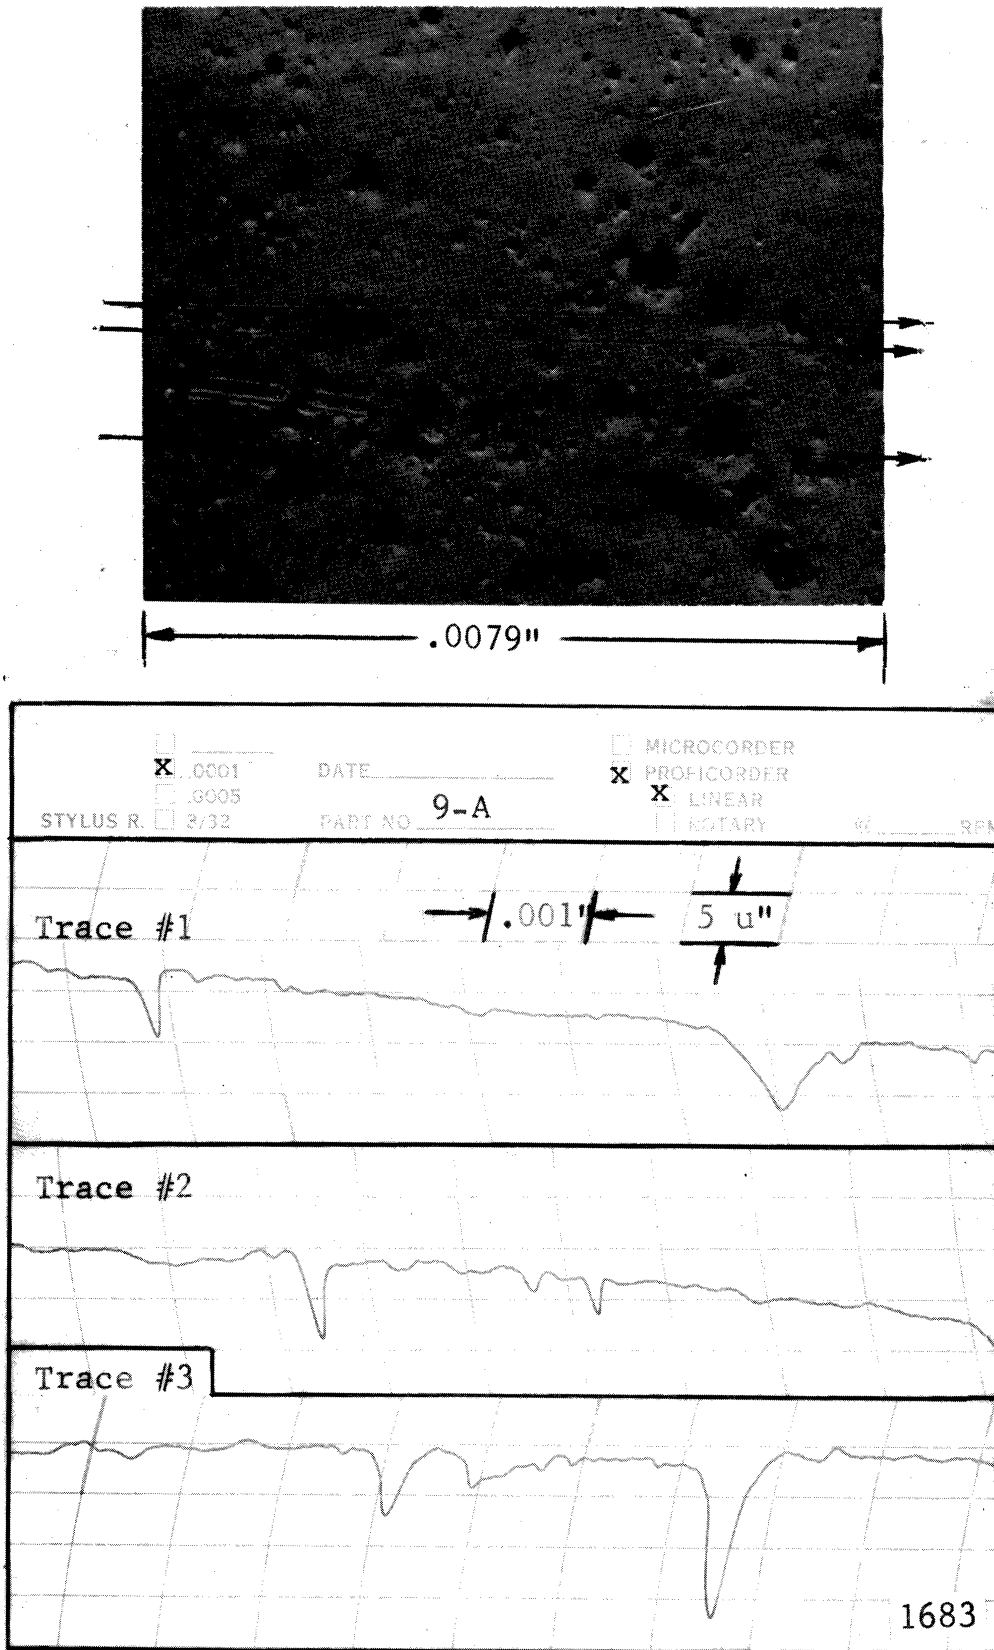 .0079"
MICROCORDER
X .0001 DATE X PROFICORDER
.0005 X LINEAR
STYLUS R. 3/32 PART NO. 9-A ROTARY @ RPM
Trace #1 .001" 5 u"
Trace #2
Trace #3
1683